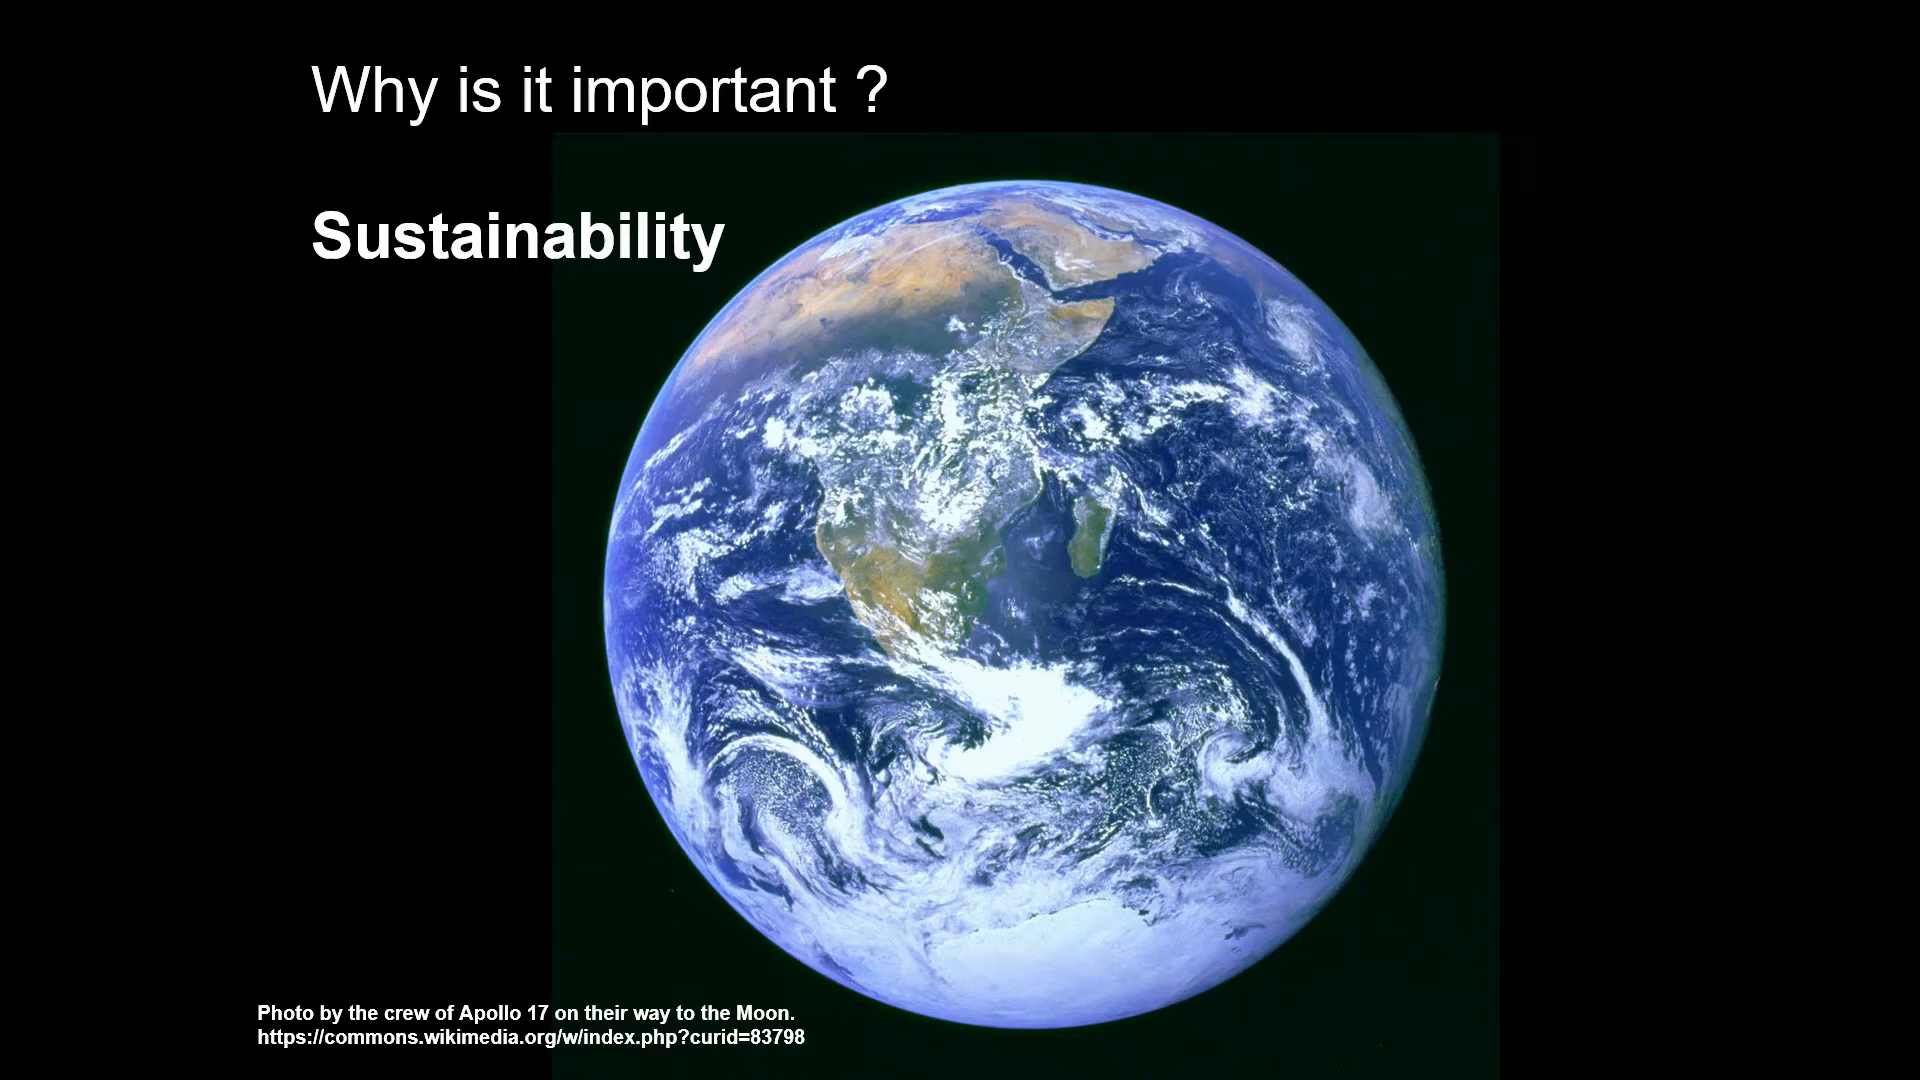 Why is it important ?
Sustainability
Photo by the crew of Apollo 17 on their way to the Moon.
https://commons.wikimedia.org/w/index.php?curid=83798